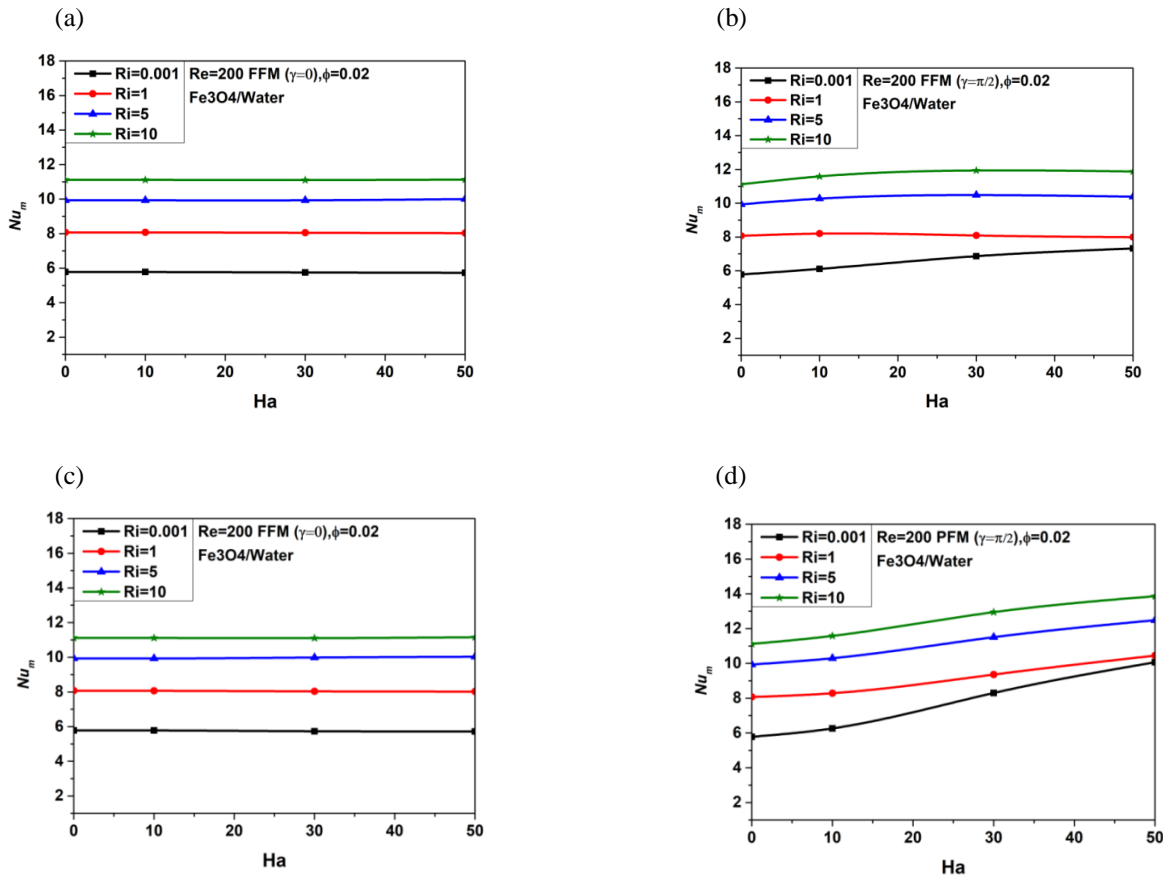 (a)
(b)
18
16
14
12
10
8
6
4
2
Nu_m
Ri=0.001
Ri=1
Ri=5
Ri=10
Re=200 FFM (γ=0),ϕ=0.02
Fe3O4/Water
0 10 20 30 40 50
Ha
18
16
14
12
10
8
6
4
2
Nu_m
Ri=0.001
Ri=1
Ri=5
Ri=10
Re=200 FFM (γ=π/2),ϕ=0.02
Fe3O4/Water
0 10 20 30 40 50
Ha
(c)
(d)
18
16
14
12
10
8
6
4
2
Nu_m
Ri=0.001
Ri=1
Ri=5
Ri=10
Re=200 FFM (γ=0),ϕ=0.02
Fe3O4/Water
0 10 20 30 40 50
Ha
18
16
14
12
10
8
6
4
2
Nu_m
Ri=0.001
Ri=1
Ri=5
Ri=10
Re=200 PFM (γ=π/2),ϕ=0.02
Fe3O4/Water
0 10 20 30 40 50
Ha